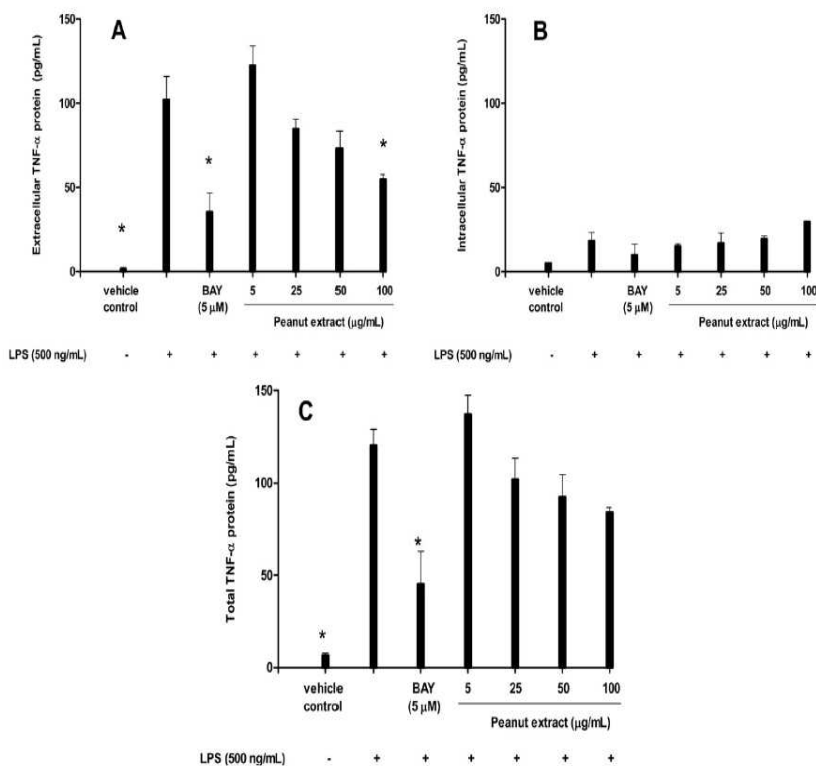 A
Extracellular TNF-α protein (pg/mL)
150
100
50
0
*
*
*
vehicle control
BAY (5 μM)
5 25 50 100
Peanut extract (μg/mL)
LPS (500 ng/mL) - + + + + + +
B
Intracellular TNF-α protein (pg/mL)
150
100
50
0
vehicle control
BAY (5 μM)
5 25 50 100
Peanut extract (μg/mL)
LPS (500 ng/mL) - + + + + + +
C
Total TNF-α protein (pg/mL)
150
100
50
0
*
*
vehicle control
BAY (5 μM)
5 25 50 100
Peanut extract (μg/mL)
LPS (500 ng/mL) - + + + + + +